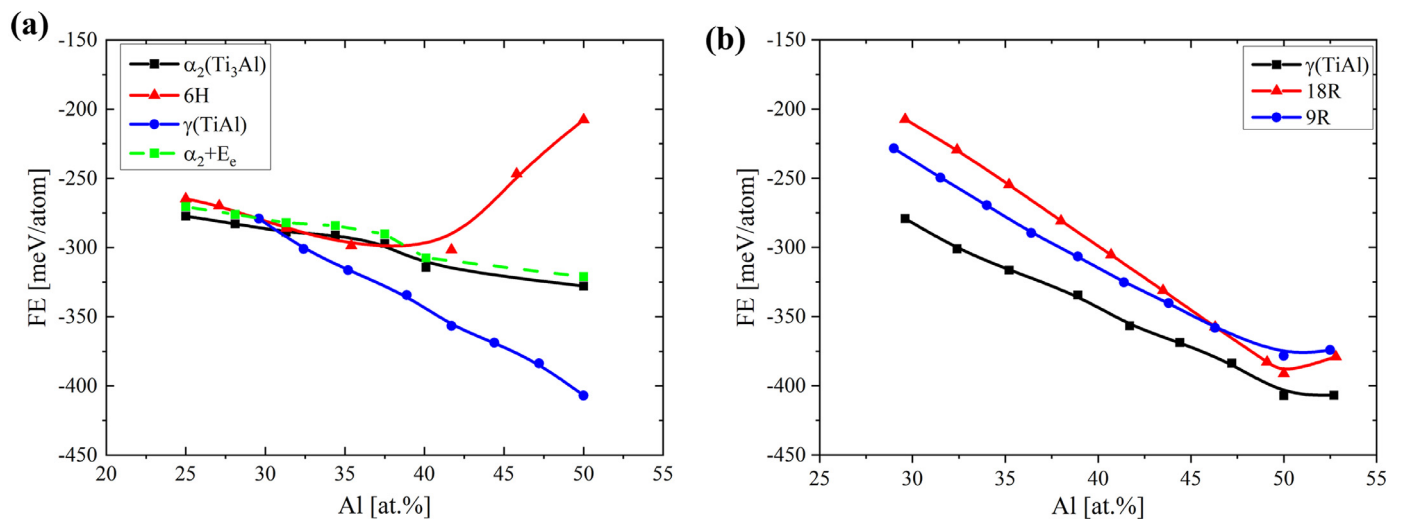 (a)
-150
-200
-250
-300
-350
-400
-450
FE [meV/atom]
α₂(Ti₃Al)
6H
γ(TiAl)
α₂+Eₑ
20
25
30
35
40
45
50
55
Al [at.%]
(b)
-150
-200
-250
-300
-350
-400
-450
FE [meV/atom]
γ(TiAl)
18R
9R
25
30
35
40
45
50
55
Al [at.%]